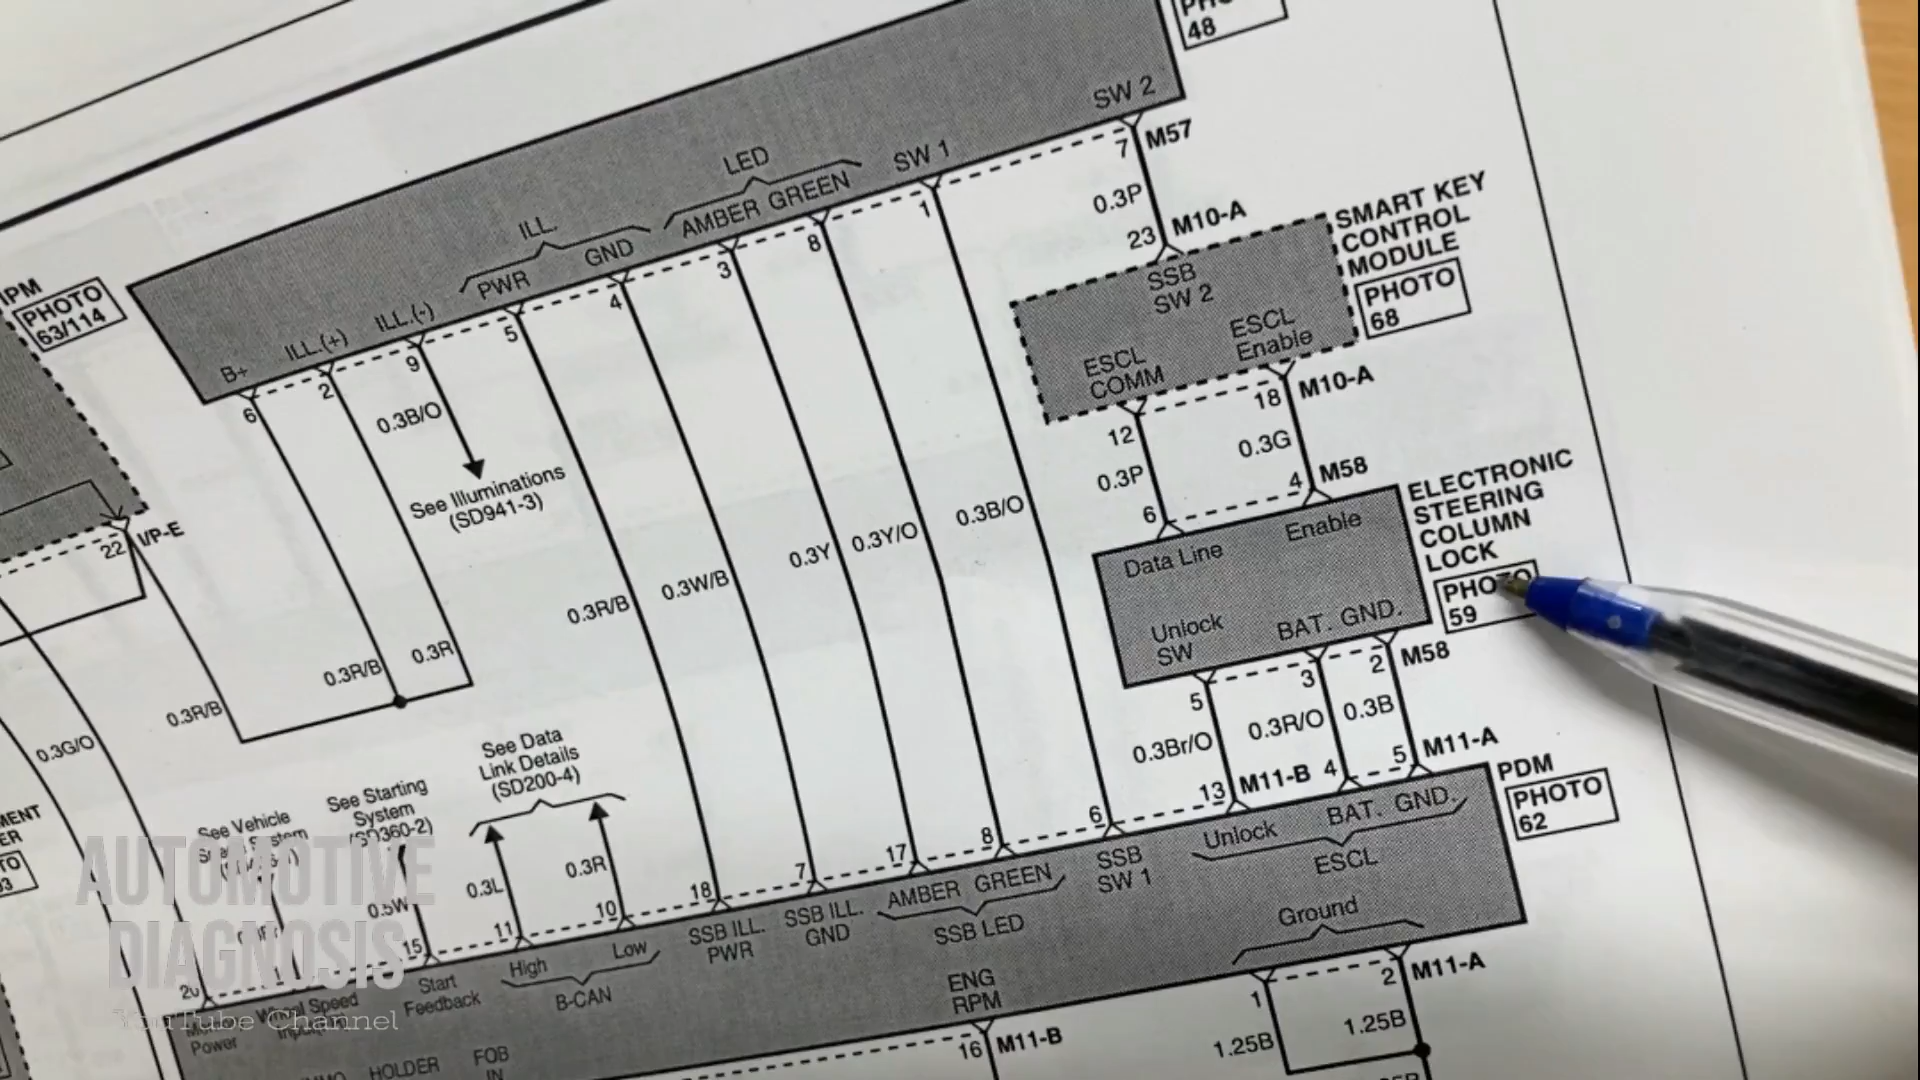 48
SW 2
M57
7
LED
SW 1
AMBER GREEN
ILL.
PWR
GND
0.3P
1
8
3
4
5
23
M10-A
SMART KEY
CONTROL
MODULE
PHOTO
68
SSB
SW 2
ESCL
COMM
ESCL
Enable
IPM
PHOTO
63/114
B+
ILL.(+)
ILL.(-)
6
2
9
0.3B/O
See Illuminations
(SD941-3)
12
18
M10-A
0.3P
0.3G
6
4
M58
ELECTRONIC
STEERING
COLUMN
LOCK
PHOTO
59
Data Line
Enable
Unlock
SW
BAT. GND.
22
I/P-E
0.3R/B
0.3W/B
0.3Y
0.3Y/O
0.3B/O
0.3R/B
0.3R
0.3R/B
0.3G/O
5
3
2
M58
0.3Br/O
0.3R/O
0.3B
13
M11-B
4
5
M11-A
PDM
PHOTO
62
See Data
Link Details
(SD200-4)
See Starting
System
(SD360-2)
See Vehicle
0.3L
0.3R
0.5W
20
15
11
10
18
7
17
8
6
Power
Wheel Speed
Start
Feedback
High
Low
B-CAN
SSB ILL.
PWR
SSB ILL.
GND
AMBER GREEN
SSB LED
SSB
SW 1
Unlock
BAT. GND.
ESCL
Ground
ENG
RPM
16
M11-B
1
2
M11-A
1.25B
1.25B
HOLDER
FOB
IN
AUTOMOTIVE
DIAGNOSIS
YouTube Channel